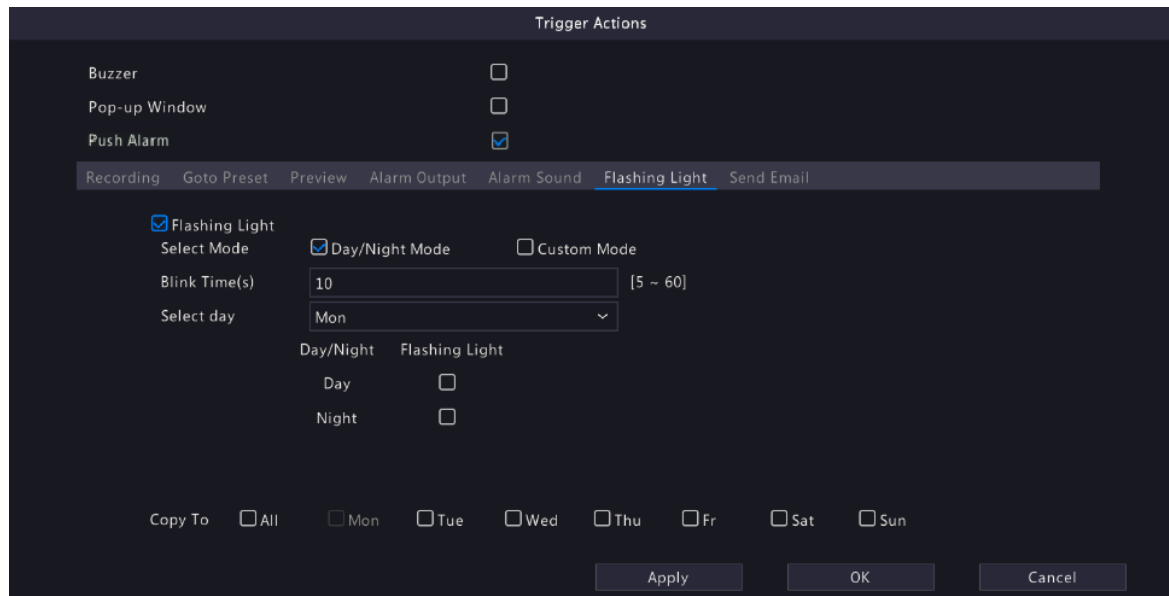 Trigger Actions
Buzzer
Pop-up Window
Push Alarm
Recording Goto Preset Preview Alarm Output Alarm Sound Flashing Light Send Email
Flashing Light
Select Mode Day/Night Mode Custom Mode
Blink Time(s) 10 [5 ~ 60]
Select day Mon
Day/Night Flashing Light
Day
Night
Copy To All Mon Tue Wed Thu Fr Sat Sun
Apply OK Cancel